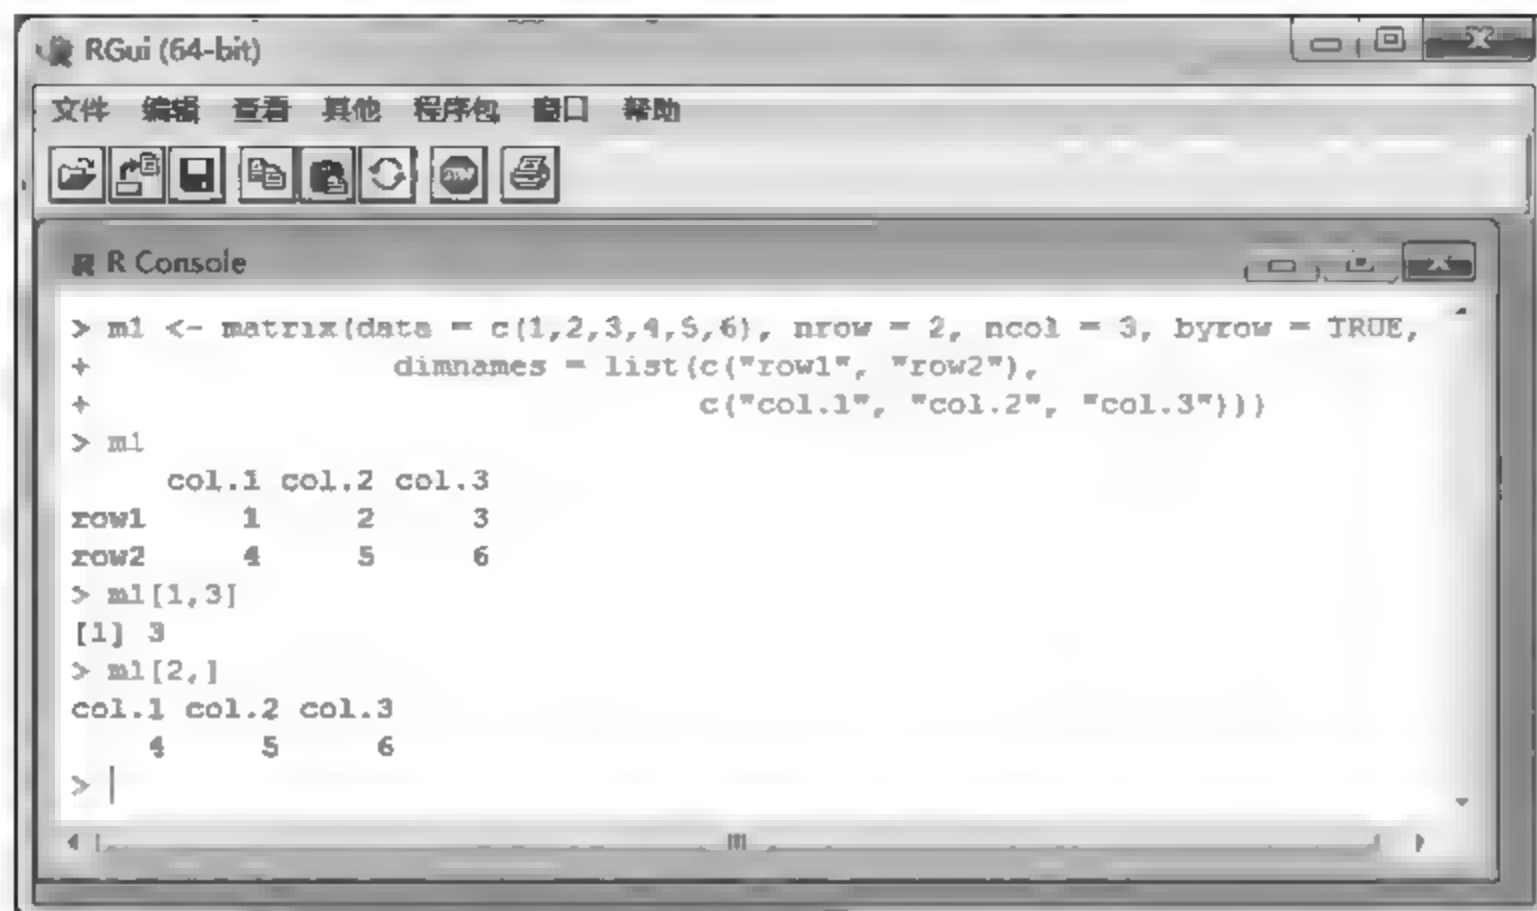 RGui (64-bit)
文件 编辑 查看 其他 程序包 窗口 帮助
STOP
R Console
> m1 <- matrix(data = c(1,2,3,4,5,6), nrow = 2, ncol = 3, byrow = TRUE,
+ dimnames = list(c("row1", "row2"),
+ c("col.1", "col.2", "col.3")))
> m1
col.1 col.2 col.3
row1 1 2 3
row2 4 5 6
> m1[1,3]
[1] 3
> m1[2,]
col.1 col.2 col.3
4 5 6
>